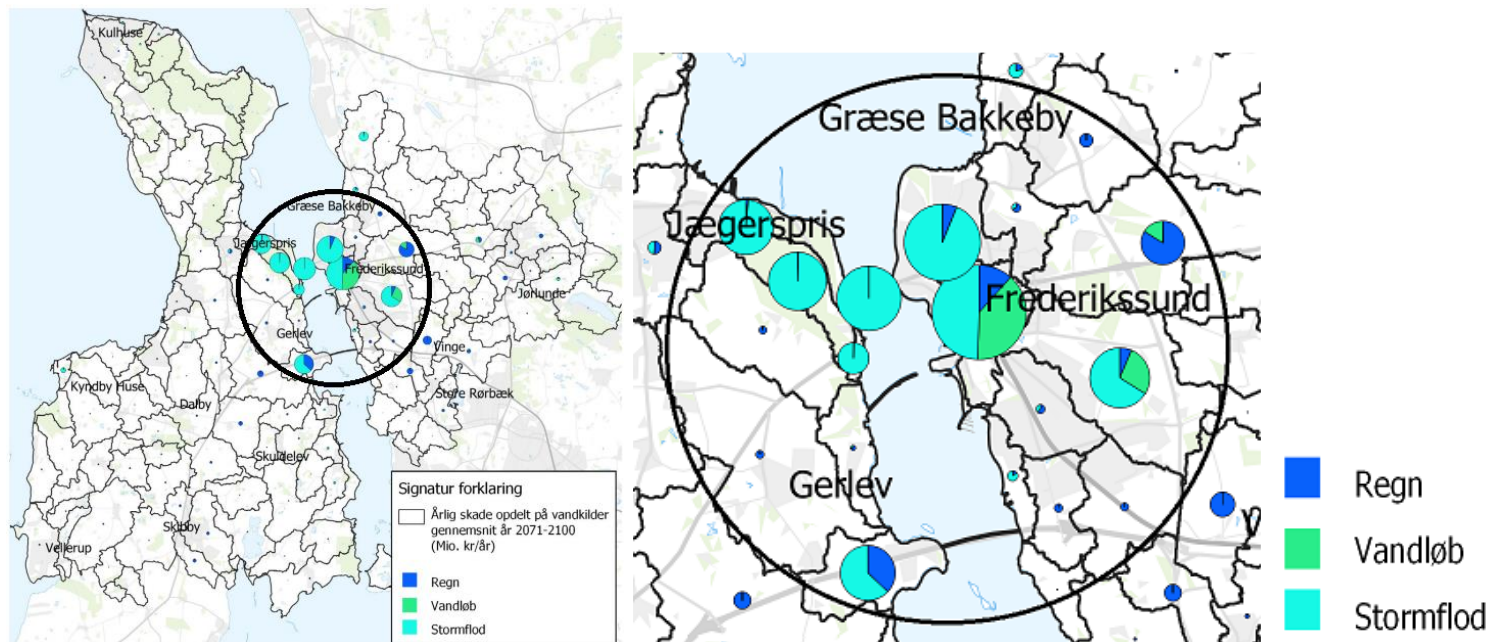 Kulhuse
Græse Bakkeby
Jægerspris
Frederikssund
Jørlunde
Gerlev
Vinge
Kyndby Huse
Dalby
Store Rørbæk
Skuldelev
Skibby
Vellerup
Signatur forklaring
Årlig skade opdelt på vandkilder
gennemsnit år 2071-2100
(Mio. kr/år)
Regn
Vandløb
Stormflod
Græse Bakkeby
Jægerspris
Frederikssund
Gerlev
Regn
Vandløb
Stormflod